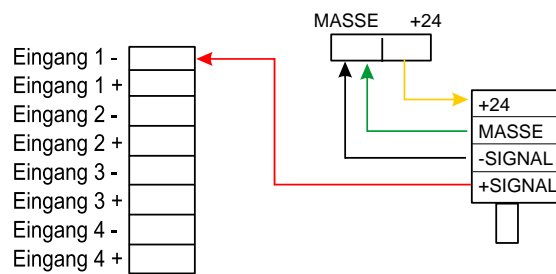 MASSE +24
Eingang 1 -
Eingang 1 +
Eingang 2 -
Eingang 2 +
Eingang 3 -
Eingang 3 +
Eingang 4 -
Eingang 4 +
+24
MASSE
-SIGNAL
+SIGNAL